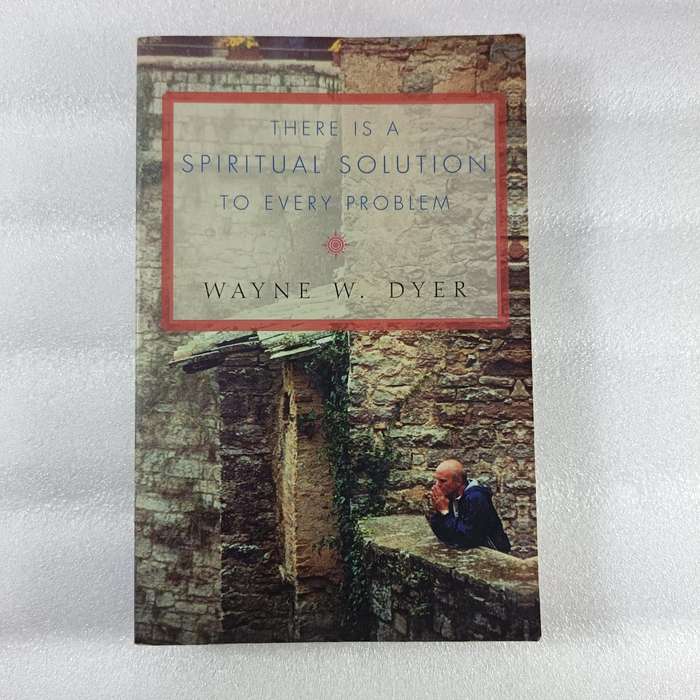 THERE IS A
SPIRITUAL SOLUTION
TO EVERY PROBLEM
WAYNE W. DYER